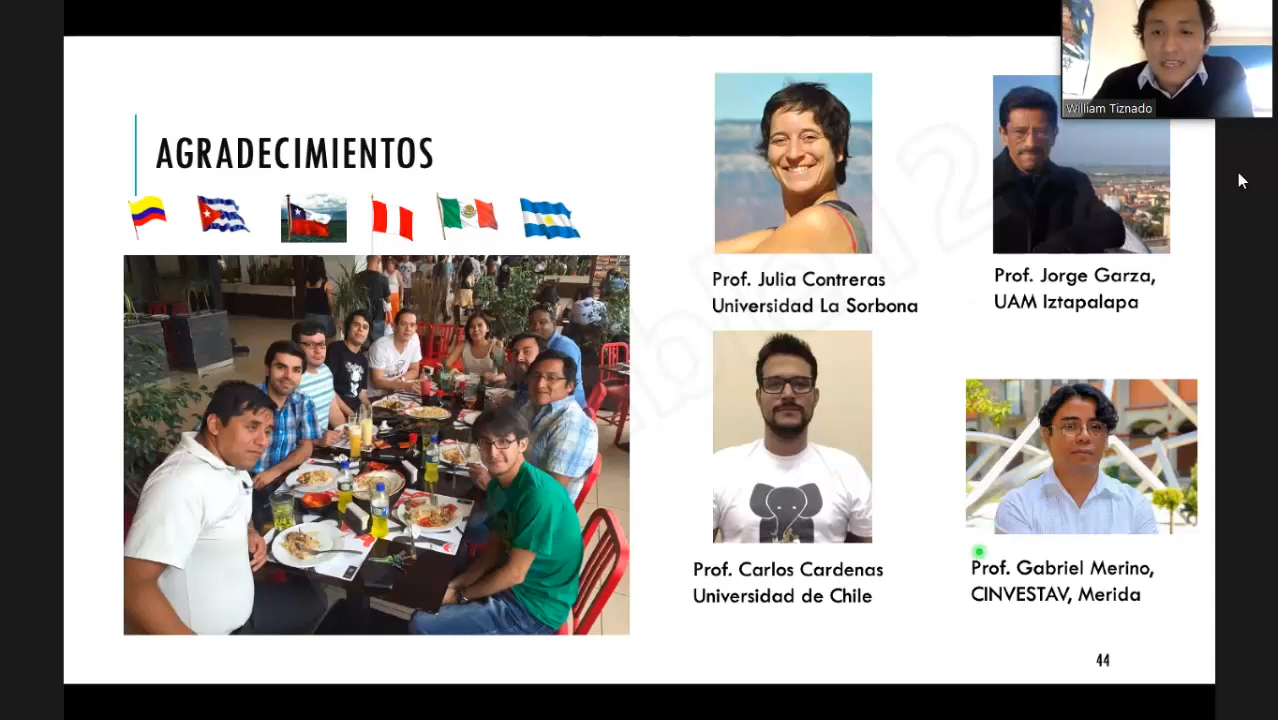 William Tiznado
AGRADECIMIENTOS
Prof. Julia Contreras
Universidad La Sorbona
Prof. Jorge Garza,
UAM Iztapalapa
Prof. Carlos Cardenas
Universidad de Chile
Prof. Gabriel Merino,
CINVESTAV, Merida
44